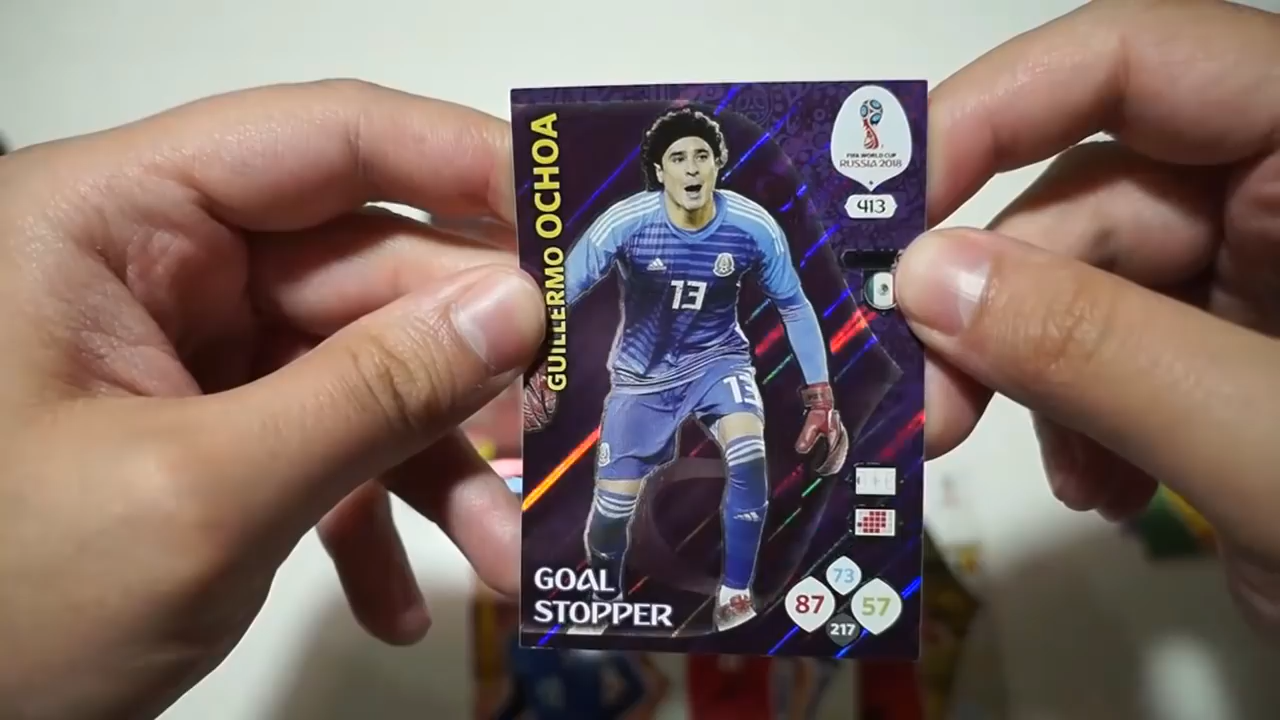 GUILLERMO OCHOA
FIFA WORLD CUP
RUSSIA 2018
413
13
13
GOAL
STOPPER
73
87
57
217